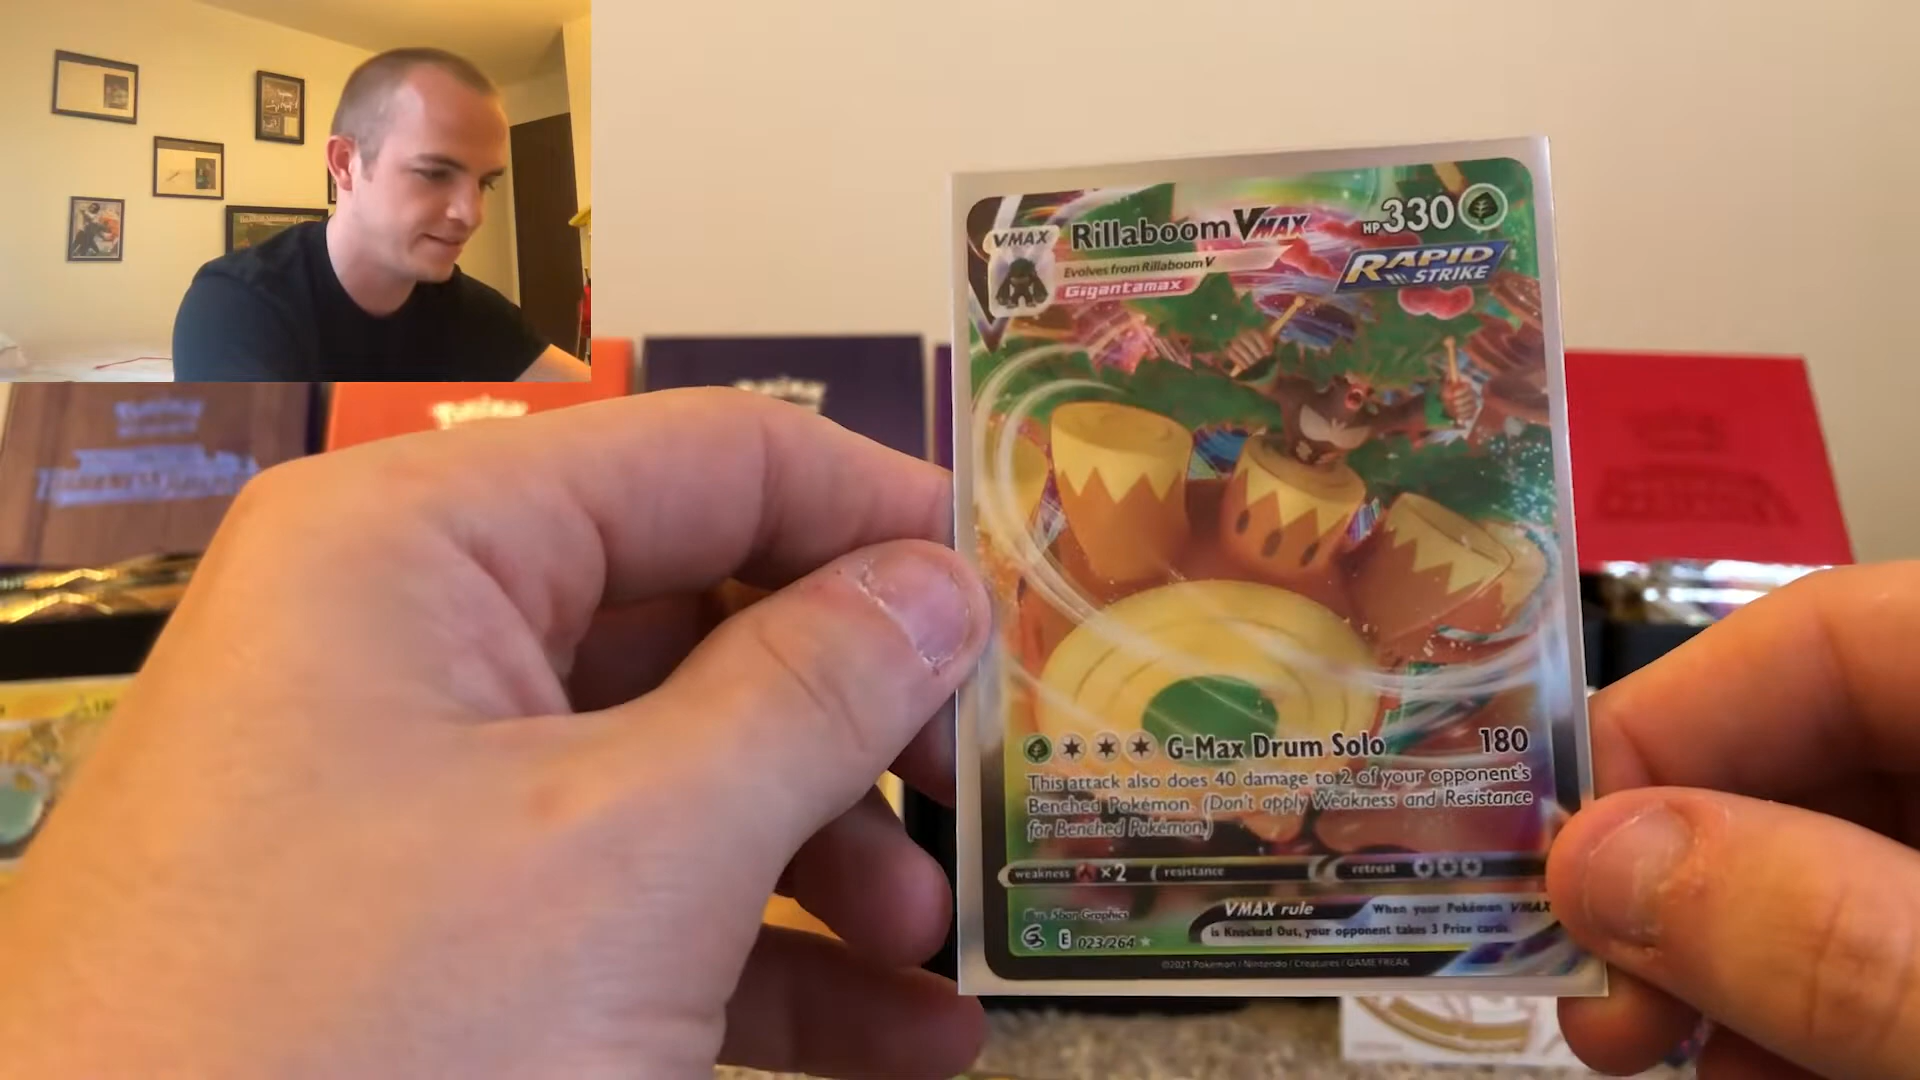 VMAX
Rillaboom VMAX
HP 330
Evolves from Rillaboom V
Gigantamax
RAPID
STRIKE
Pokémon
G-Max Drum Solo 180
This attack also does 40 damage to 2 of your opponent's
Benched Pokémon. (Don't apply Weakness and Resistance
for Benched Pokémon.)
weakness ×2 resistance retreat
Illus. 5ban Graphics
VMAX rule When your Pokémon VMAX
is Knocked Out, your opponent takes 3 Prize cards.
E 023/264
©2021 Pokémon / Nintendo / Creatures / GAME FREAK